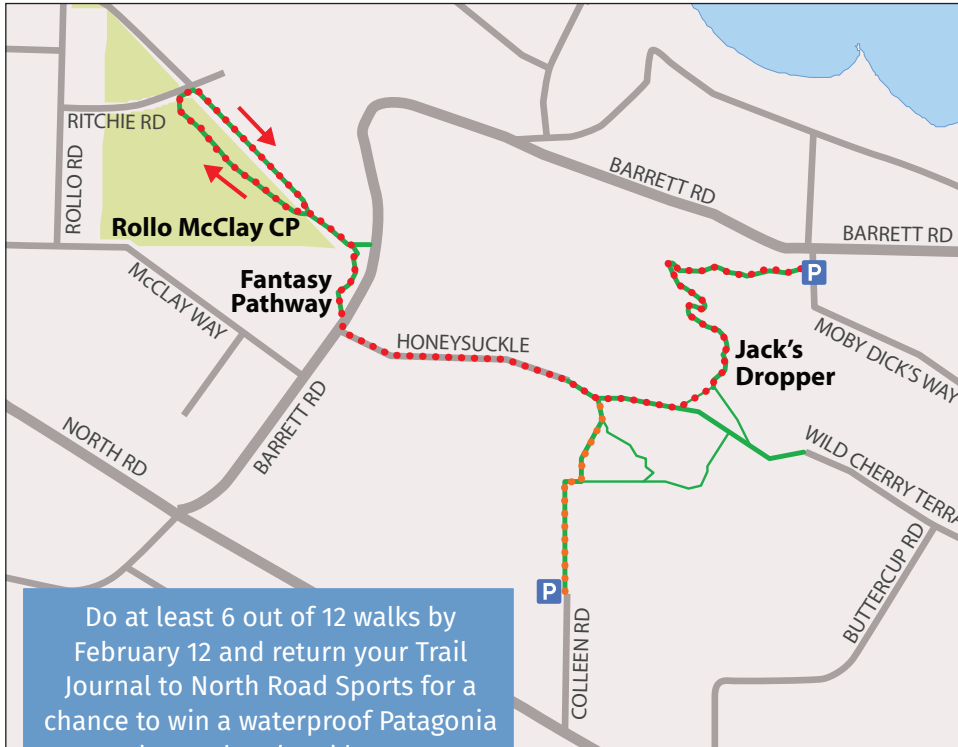 RITCHIE RD
ROLLO RD
Rollo McClay CP
BARRETT RD
BARRETT RD
P
Fantasy
Pathway
McCLAY WAY
HONEYSUCKLE
Jack's
Dropper
MOBY DICK'S WAY
BARRETT RD
NORTH RD
WILD CHERRY TERRA
BUTTERCUP RD
P
COLLEEN RD
Do at least 6 out of 12 walks by
February 12 and return your Trail
Journal to North Road Sports for a
chance to win a waterproof Patagonia